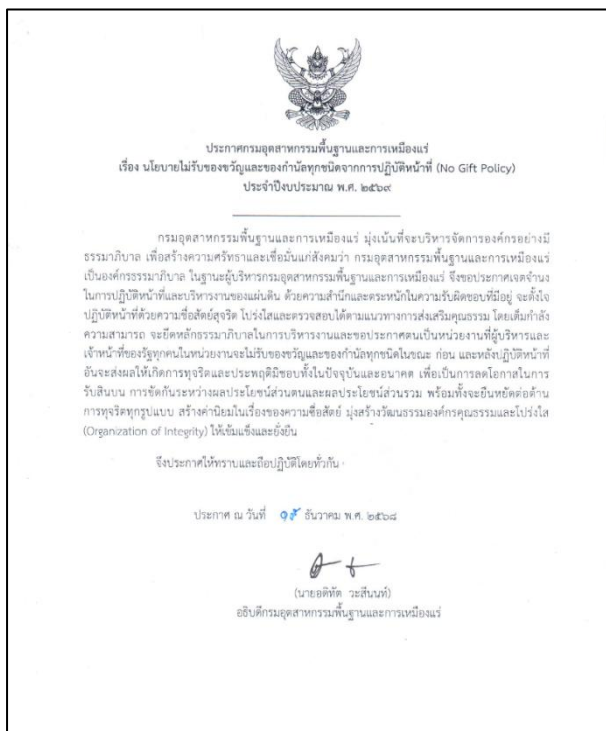 ประกาศกรมอุตสาหกรรมพื้นฐานและการเหมืองแร่
เรื่อง นโยบายไม่รับของขวัญและของกำนัลทุกชนิดจากการปฏิบัติหน้าที่ (No Gift Policy)
ประจำปีงบประมาณ พ.ศ. ๒๕๖๙
กรมอุตสาหกรรมพื้นฐานและการเหมืองแร่ มุ่งเน้นที่จะบริหารจัดการองค์กรอย่างมี
ธรรมาภิบาล เพื่อสร้างความศรัทธาและเชื่อมั่นแก่สังคมว่า กรมอุตสาหกรรมพื้นฐานและการเหมืองแร่
เป็นองค์กรธรรมาภิบาล ในฐานะผู้บริหารกรมอุตสาหกรรมพื้นฐานและการเหมืองแร่ จึงขอประกาศเจตจำนง
ในการปฏิบัติหน้าที่และบริหารงานของแผ่นดิน ด้วยความสำนึกและตระหนักในความรับผิดชอบที่มีอยู่ จะตั้งใจ
ปฏิบัติหน้าที่ด้วยความซื่อสัตย์สุจริต โปร่งใสและตรวจสอบได้ตามแนวทางการส่งเสริมคุณธรรม โดยเต็มกำลัง
ความสามารถ จะยึดหลักธรรมาภิบาลในการบริหารงานและขอประกาศตนเป็นหน่วยงานที่ผู้บริหารและ
เจ้าหน้าที่ของรัฐทุกคนในหน่วยงานจะไม่รับของขวัญและของกำนัลทุกชนิดในขณะ ก่อน และหลังปฏิบัติหน้าที่
อันจะส่งผลให้เกิดการทุจริตและประพฤติมิชอบทั้งในปัจจุบันและอนาคต เพื่อเป็นการลดโอกาสในการ
รับสินบน การขัดกันระหว่างผลประโยชน์ส่วนตนและผลประโยชน์ส่วนรวม พร้อมทั้งจะยืนหยัดต่อต้าน
การทุจริตทุกรูปแบบ สร้างค่านิยมในเรื่องของความซื่อสัตย์ มุ่งสร้างวัฒนธรรมองค์กรคุณธรรมและโปร่งใส
(Organization of Integrity) ให้เข้มแข็งและยั่งยืน
จึงประกาศให้ทราบและถือปฏิบัติโดยทั่วกัน
ประกาศ ณ วันที่ ธันวาคม พ.ศ. ๒๕๖๘
(นายอดิทัต วะสีนนท์)
อธิบดีกรมอุตสาหกรรมพื้นฐานและการเหมืองแร่